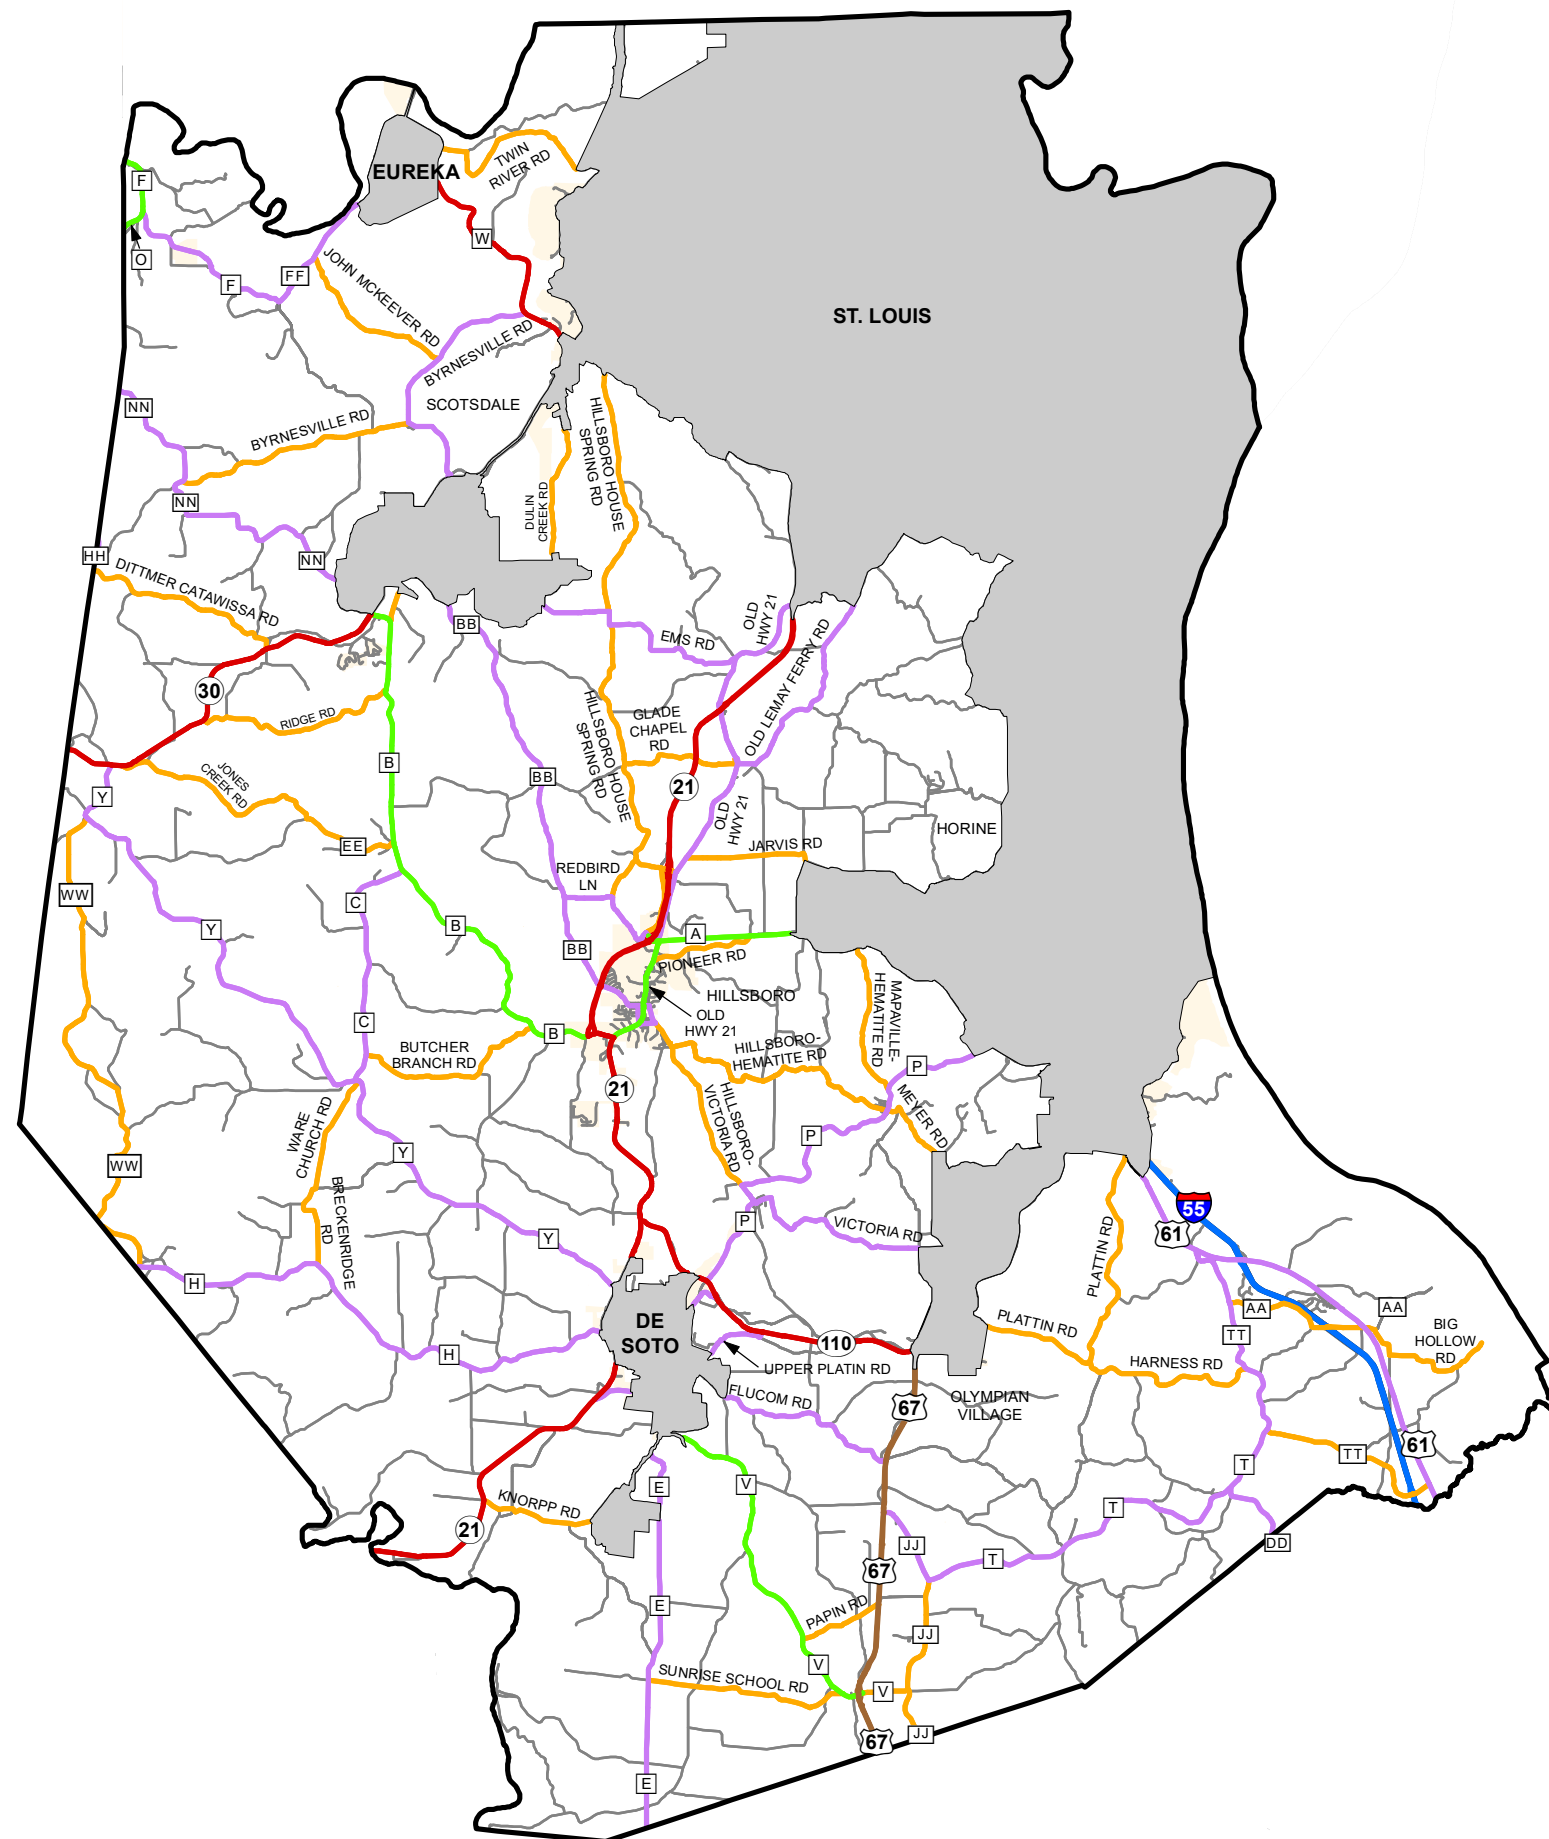 EUREKA
TWIN
RIVER RD
F
W
O
F
FF
JOHN MCKEEVER RD
ST. LOUIS
BYRNESVILLE RD
SCOTSDALE
NN
BYRNESVILLE RD
HILLSBORO HOUSE
SPRING RD
DULIN
CREEK RD
NN
HH
NN
DITTMER CATAWISSA RD
BB
EMS RD
OLD
HWY 21
OLD LEMAY FERRY RD
30
RIDGE RD
HILLSBORO HOUSE
SPRING RD
GLADE
CHAPEL
RD
B
JONES
CREEK RD
BB
21
Y
OLD
HWY 21
HORINE
EE
JARVIS RD
REDBIRD
LN
WW
C
B
Y
A
BB
PIONEER RD
HILLSBORO
MAPAVILLE-
HEMATITE RD
OLD
HWY 21
C
B
BUTCHER
BRANCH RD
HILLSBORO-
HEMATITE RD
P
21
HILLSBORO-
VICTORIA RD
MEYER RD
WARE
CHURCH RD
P
Y
WW
BRECKENRIDGE
RD
55
P
VICTORIA RD
61
PLATTIN RD
Y
H
AA
AA
DE
SOTO
PLATTIN RD
TT
BIG
HOLLOW
RD
110
H
UPPER PLATIN RD
HARNESS RD
FLUCOM RD
OLYMPIAN
VILLAGE
67
61
TT
T
E
V
KNORPP RD
T
21
JJ
DD
T
67
E
PAPIN RD
JJ
V
SUNRISE SCHOOL RD
V
JJ
67
E